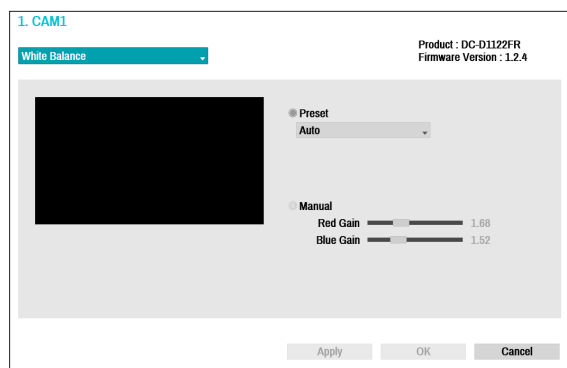 1. CAM1
White Balance
Product : DC-D1122FR
Firmware Version : 1.2.4
Preset
Auto
Manual
Red Gain 1.68
Blue Gain 1.52
Apply OK Cancel